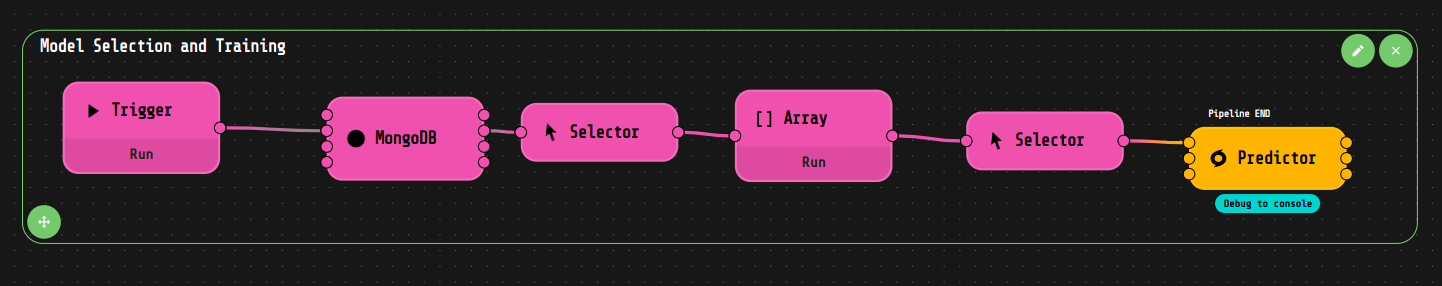 Model Selection and Training
Trigger
Run
MongoDB
Selector
[] Array
Run
Selector
Pipeline END
Predictor
Debug to console